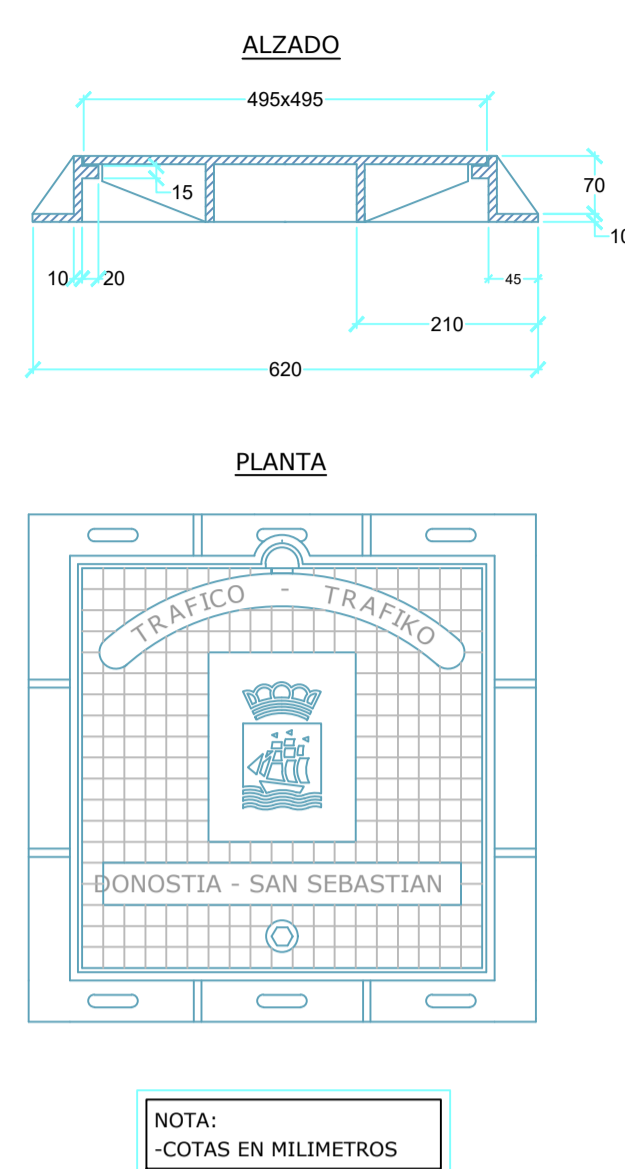 ALZADO
495x495
15
70
10
10
20
45
210
620
PLANTA
TRAFICO - TRAFIKO
DONOSTIA - SAN SEBASTIAN
NOTA:
-COTAS EN MILIMETROS